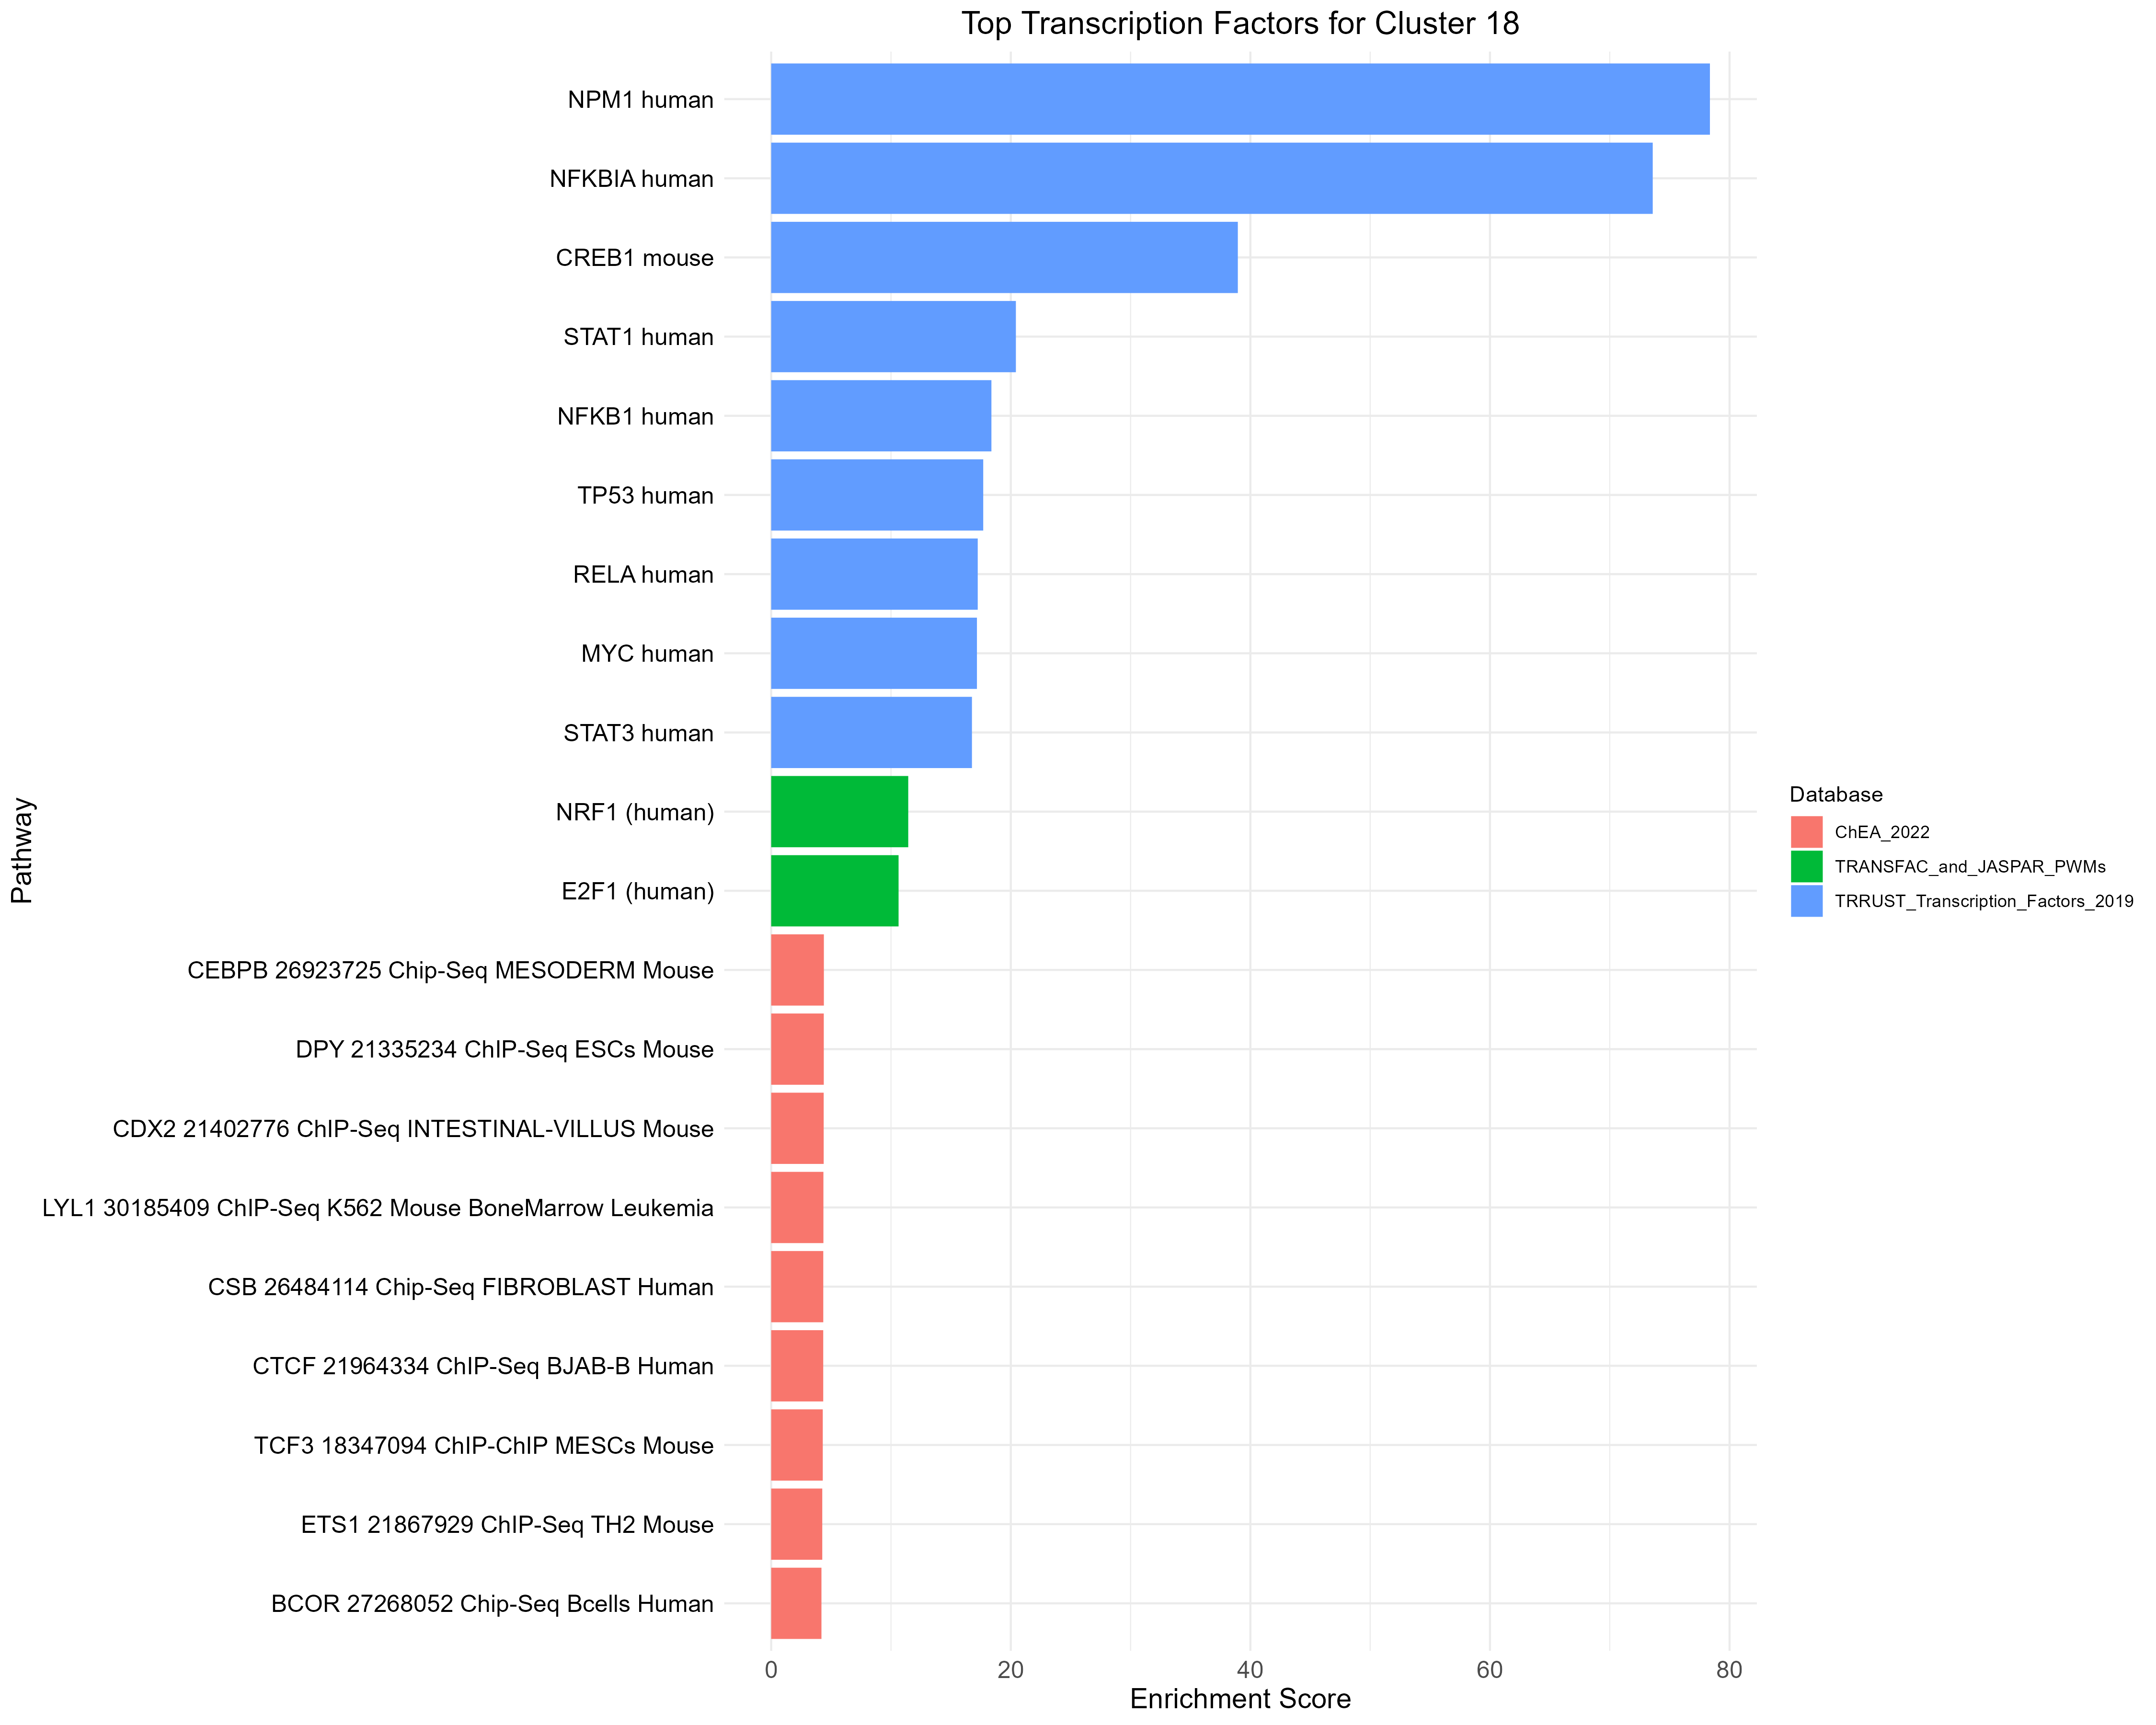 Top Transcription Factors for Cluster 18
NPM1 human
NFKBIA human
CREB1 mouse
STAT1 human
NFKB1 human
TP53 human
RELA human
MYC human
STAT3 human
NRF1 (human)
E2F1 (human)
CEBPB 26923725 Chip-Seq MESODERM Mouse
DPY 21335234 ChIP-Seq ESCs Mouse
CDX2 21402776 ChIP-Seq INTESTINAL-VILLUS Mouse
LYL1 30185409 ChIP-Seq K562 Mouse BoneMarrow Leukemia
CSB 26484114 Chip-Seq FIBROBLAST Human
CTCF 21964334 ChIP-Seq BJAB-B Human
TCF3 18347094 ChIP-ChIP MESCs Mouse
ETS1 21867929 ChIP-Seq TH2 Mouse
BCOR 27268052 Chip-Seq Bcells Human
Pathway
0 20 40 60 80
Enrichment Score
Database
ChEA_2022
TRANSFAC_and_JASPAR_PWMs
TRRUST_Transcription_Factors_2019